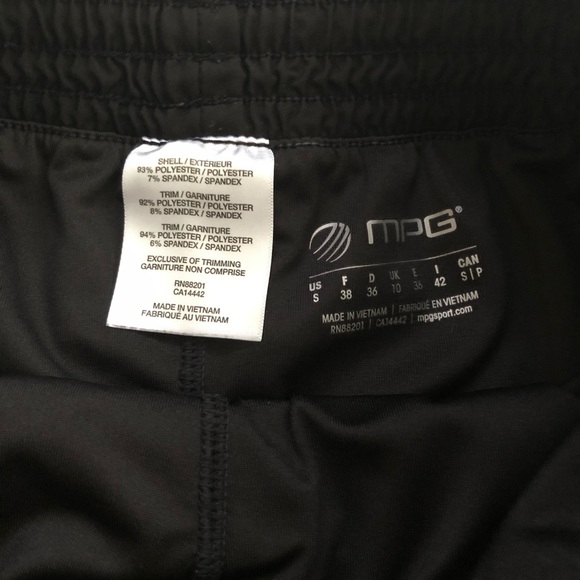 SHELL / EXTÉRIEUR
93% POLYESTER / POLYESTER
7% SPANDEX / SPANDEX
TRIM / GARNITURE
92% POLYESTER / POLYESTER
8% SPANDEX / SPANDEX
TRIM / GARNITURE
94% POLYESTER / POLYESTER
6% SPANDEX / SPANDEX
EXCLUSIVE OF TRIMMING
GARNITURE NON COMPRISE
RN88201
CA14442
MADE IN VIETNAM
FABRIQUÉ AU VIETNAM
MPG®
US F D UK E I CAN
S 38 36 10 36 42 S|P
MADE IN VIETNAM | FABRIQUÉ EN VIETNAM
RN88201 | CA14442 | mpgsport.com